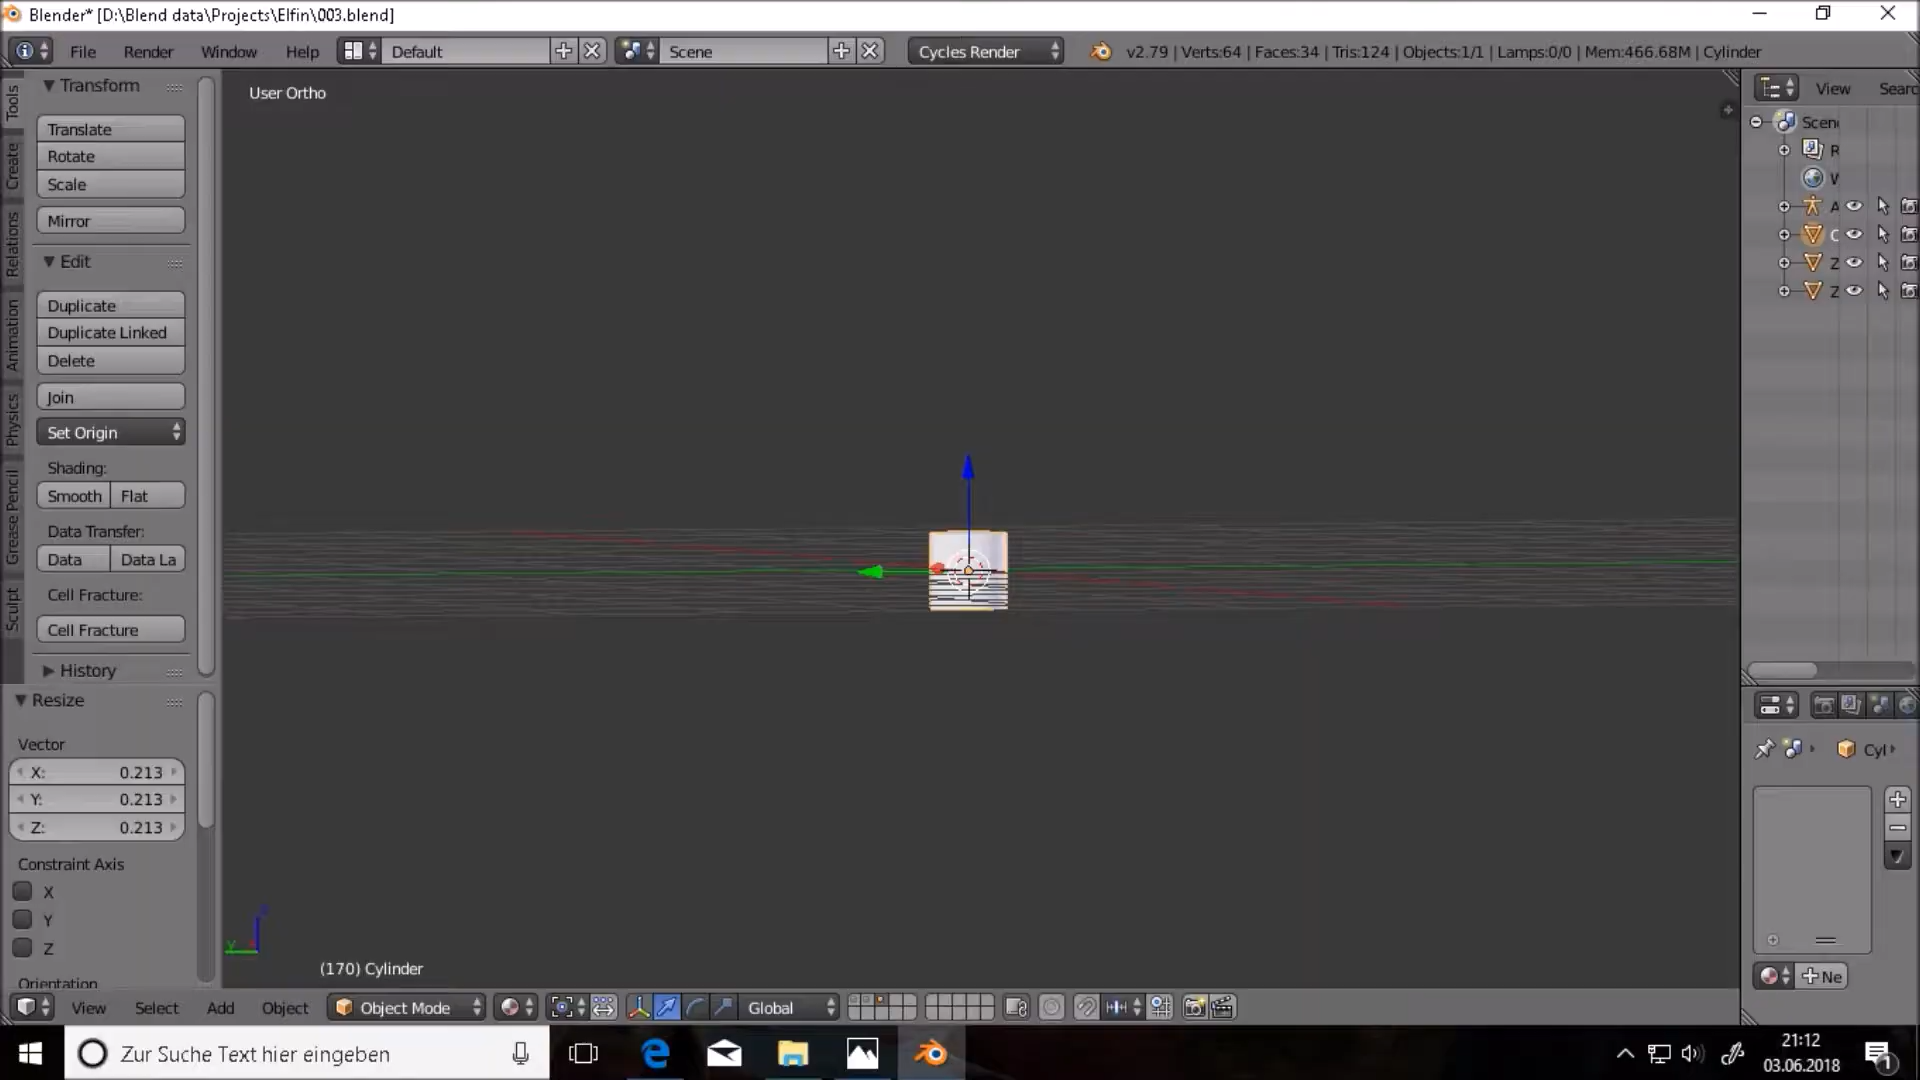 Blender* [D:\Blend data\Projects\Elfin\003.blend]
File Render Window Help Default Scene Cycles Render v2.79 | Verts:64 | Faces:34 | Tris:124 | Objects:1/1 | Lamps:0/0 | Mem:466.68M | Cylinder
Tools
Create
Relations
Animation
Physics
Grease Pencil
Sculpt
Transform
Translate
Rotate
Scale
Mirror
Edit
Duplicate
Duplicate Linked
Delete
Join
Set Origin
Shading:
Smooth Flat
Data Transfer:
Data Data La
Cell Fracture:
Cell Fracture
History
Resize
Vector
X: 0.213
Y: 0.213
Z: 0.213
Constraint Axis
X
Y
Z
Orientation
User Ortho
(170) Cylinder
View Searc
Scen
R
V
A
C
Z
Z
Cyl
Ne
View Select Add Object Object Mode Global
Zur Suche Text hier eingeben
21:12
03.06.2018
1